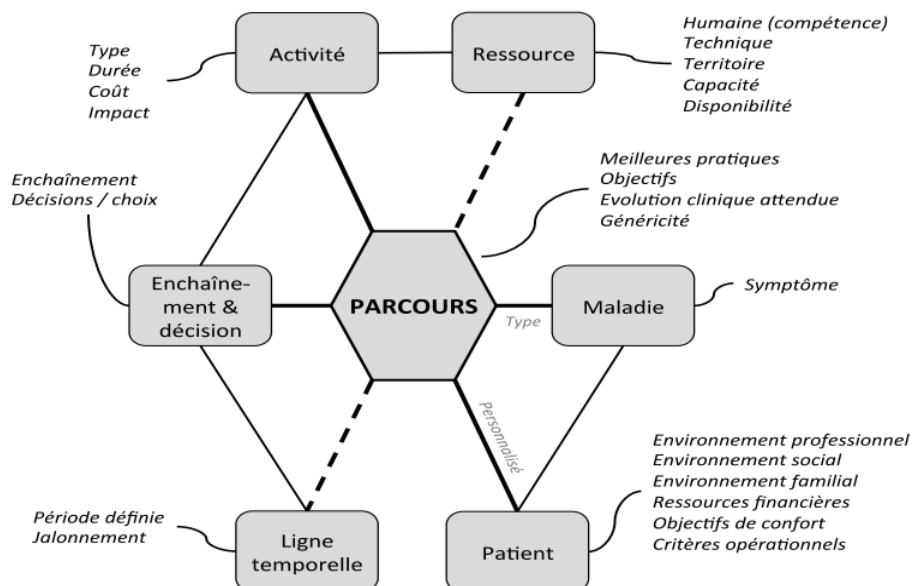 Type
Durée
Coût
Impact
Activité
Ressource
Humaine (compétence)
Technique
Territoire
Capacité
Disponibilité
Meilleures pratiques
Objectifs
Evolution clinique attendue
Généricité
Enchaînement
Décisions / choix
Enchaîne-
ment &
décision
PARCOURS
Type
Maladie
Symptôme
Personnalisé
Période définie
Jalonnement
Ligne
temporelle
Patient
Environnement professionnel
Environnement social
Environnement familial
Ressources financières
Objectifs de confort
Critères opérationnels